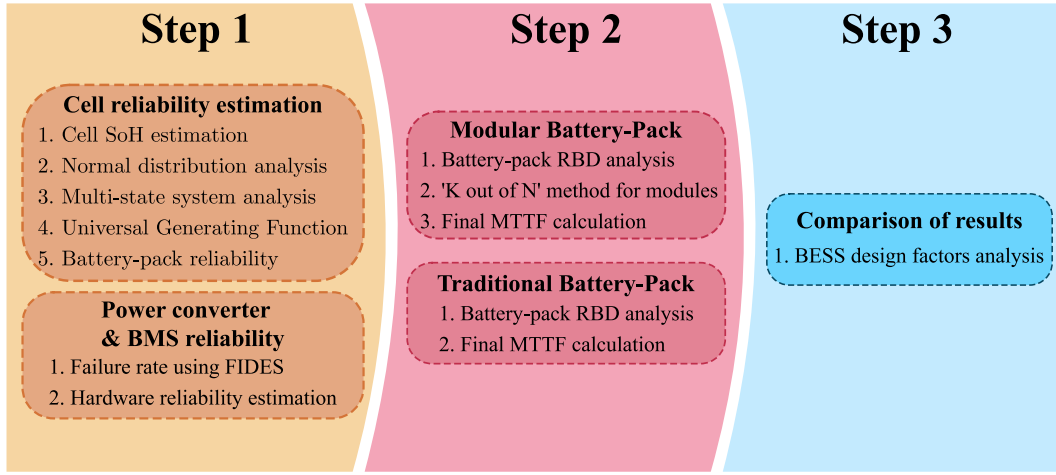 Step 1
Cell reliability estimation
1. Cell SoH estimation
2. Normal distribution analysis
3. Multi-state system analysis
4. Universal Generating Function
5. Battery-pack reliability
Power converter
& BMS reliability
1. Failure rate using FIDES
2. Hardware reliability estimation
Step 2
Modular Battery-Pack
1. Battery-pack RBD analysis
2. 'K out of N' method for modules
3. Final MTTF calculation
Traditional Battery-Pack
1. Battery-pack RBD analysis
2. Final MTTF calculation
Step 3
Comparison of results
1. BESS design factors analysis